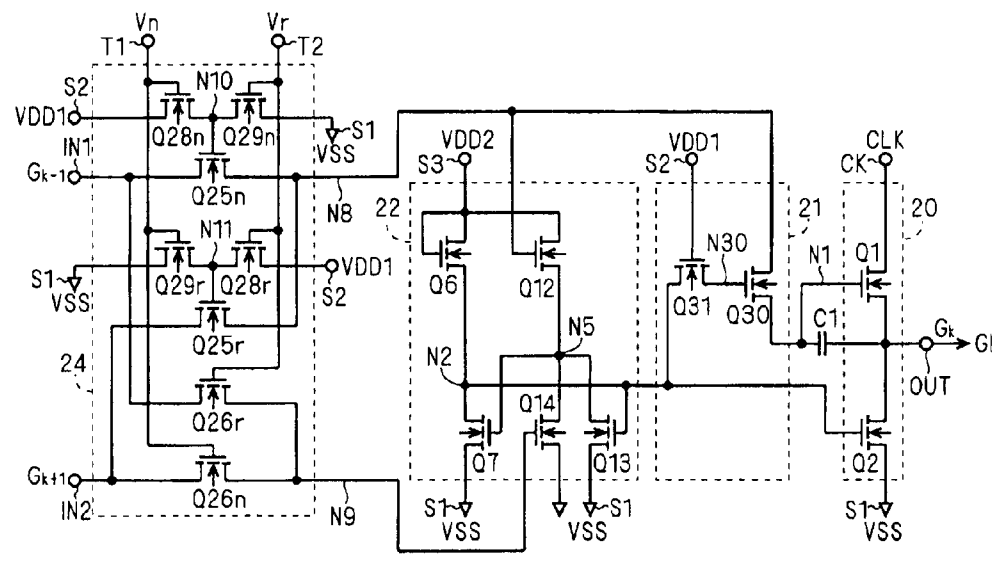 Vn
Vr
T1
T2
S2
N10
VDD1
Q28n
Q29n
S1
VSS
IN1
Gk-1
Q25n
N8
N11
S1
VSS
Q29r
Q28r
VDD1
S2
Q25r
24
Q26r
Gk+1
IN2
Q26n
N9
VDD2
S3
22
Q6
Q12
N5
N2
Q14
Q7
Q13
S1
VSS
VSS
S1
VDD1
S2
21
N30
Q31
Q30
CLK
CK
20
N1
Q1
C1
Gk
OUT
Q2
S1
VSS